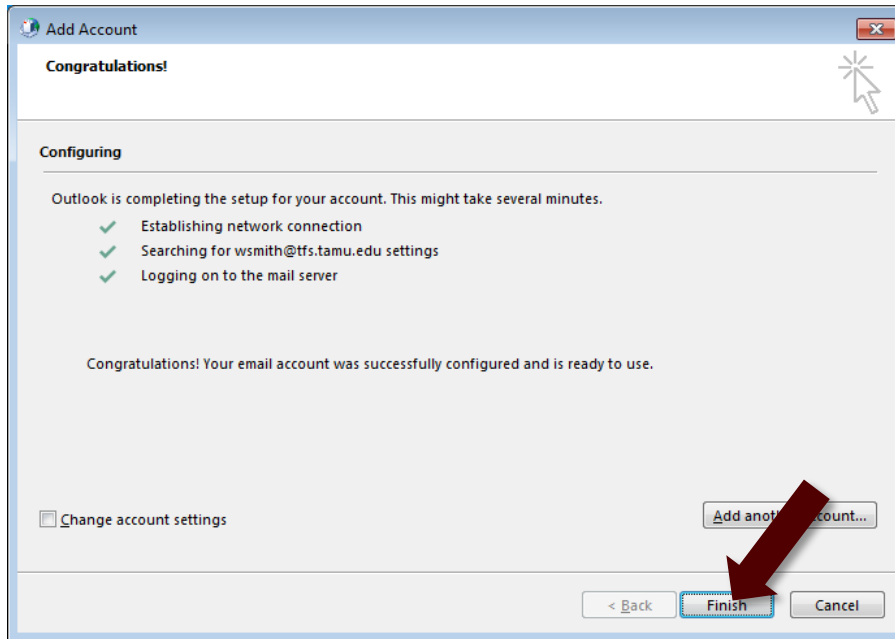 Add Account
Congratulations!
Configuring
Outlook is completing the setup for your account. This might take several minutes.
Establishing network connection
Searching for wsmith@tfs.tamu.edu settings
Logging on to the mail server
Congratulations! Your email account was successfully configured and is ready to use.
Change account settings
Add count...
< Back
Finish
Cancel